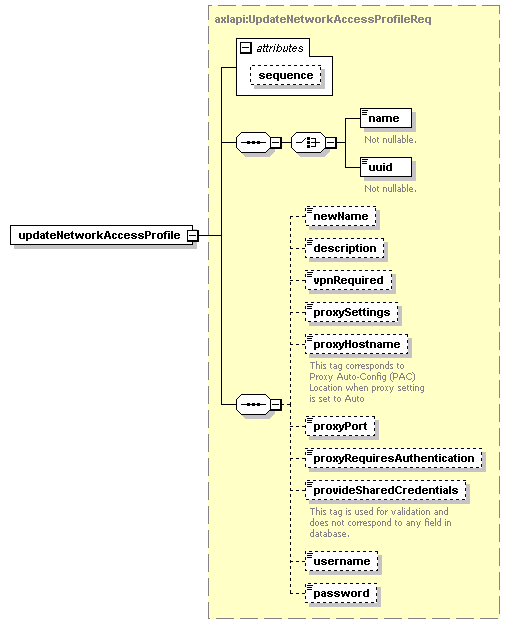 axlapi:UpdateNetworkAccessProfileReq
attributes
sequence
name
Not nullable.
uuid
Not nullable.
updateNetworkAccessProfile
newName
description
vpnRequired
proxySettings
proxyHostname
This tag corresponds to
Proxy Auto-Config (PAC)
Location when proxy setting
is set to Auto
proxyPort
proxyRequiresAuthentication
provideSharedCredentials
This tag is used for validation and
does not correspond to any field in
database.
username
password